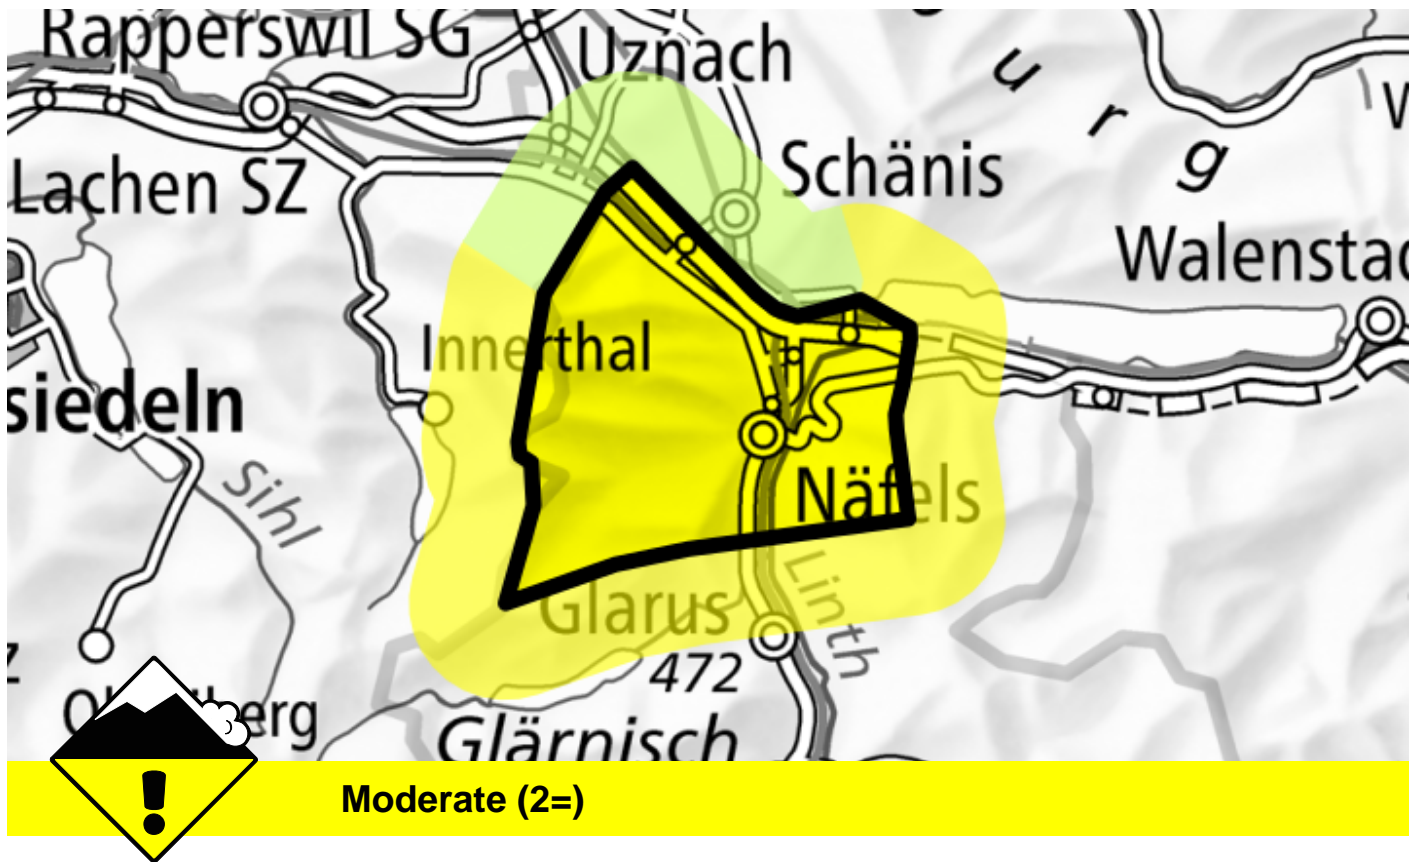 Rapperswil SG
Uznach
u
r
g
Schänis
Lachen SZ
Walenstad
Innerthal
siedeln
Sihl
Näfels
Glarus
Linth
472
Glärnisch
Moderate (2=)